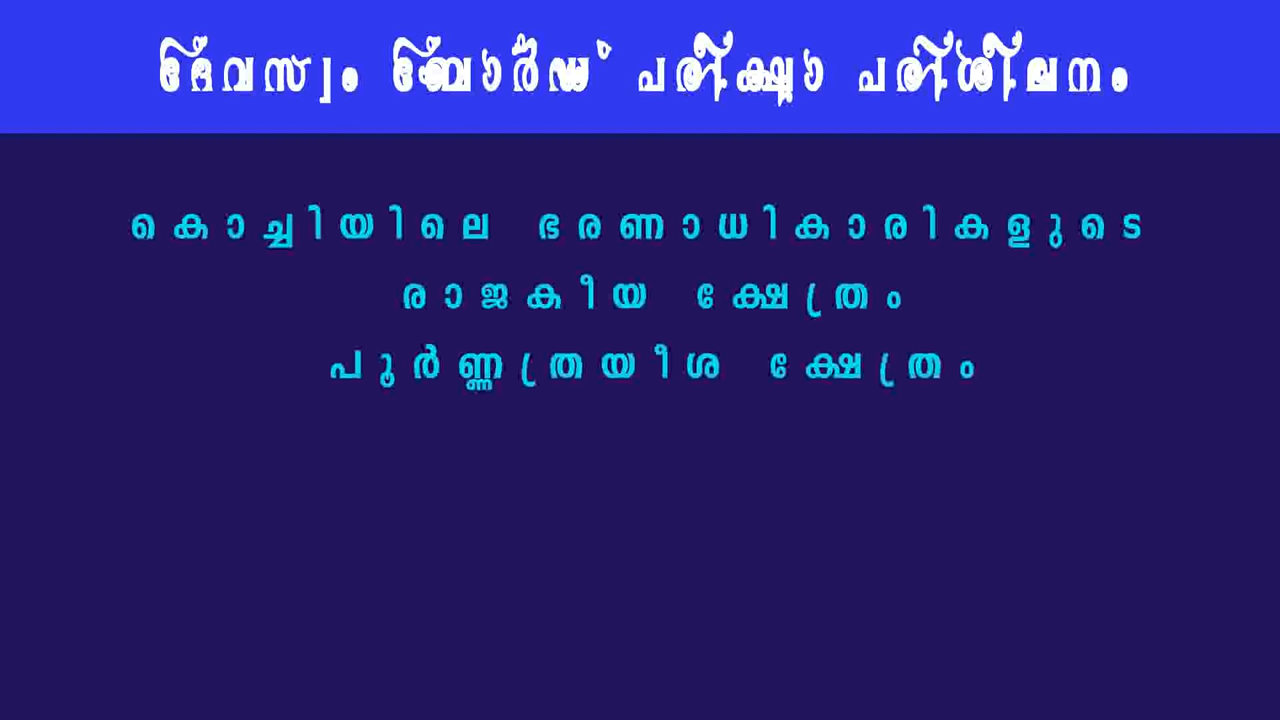 ദേവസ്വം ബോർഡ് പരീക്ഷാ പരിശീലനം
കൊച്ചിയിലെ ഭരണാധികാരികളുടെ
രാജകീയ ക്ഷേത്രം
പൂർണ്ണത്രയീശ ക്ഷേത്രം